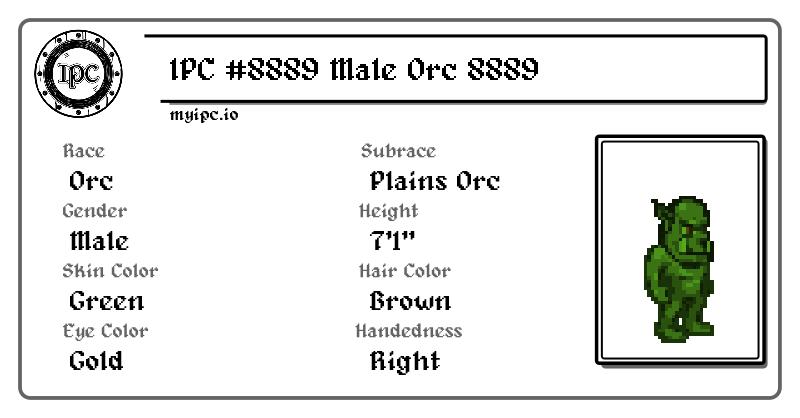 IPC
IPC #8889 Male Orc 8889
myipc.io
Race
Subrace
Orc
Plains Orc
Gender
Height
Male
7'1"
Skin Color
Hair Color
Green
Brown
Eye Color
Handedness
Gold
Right